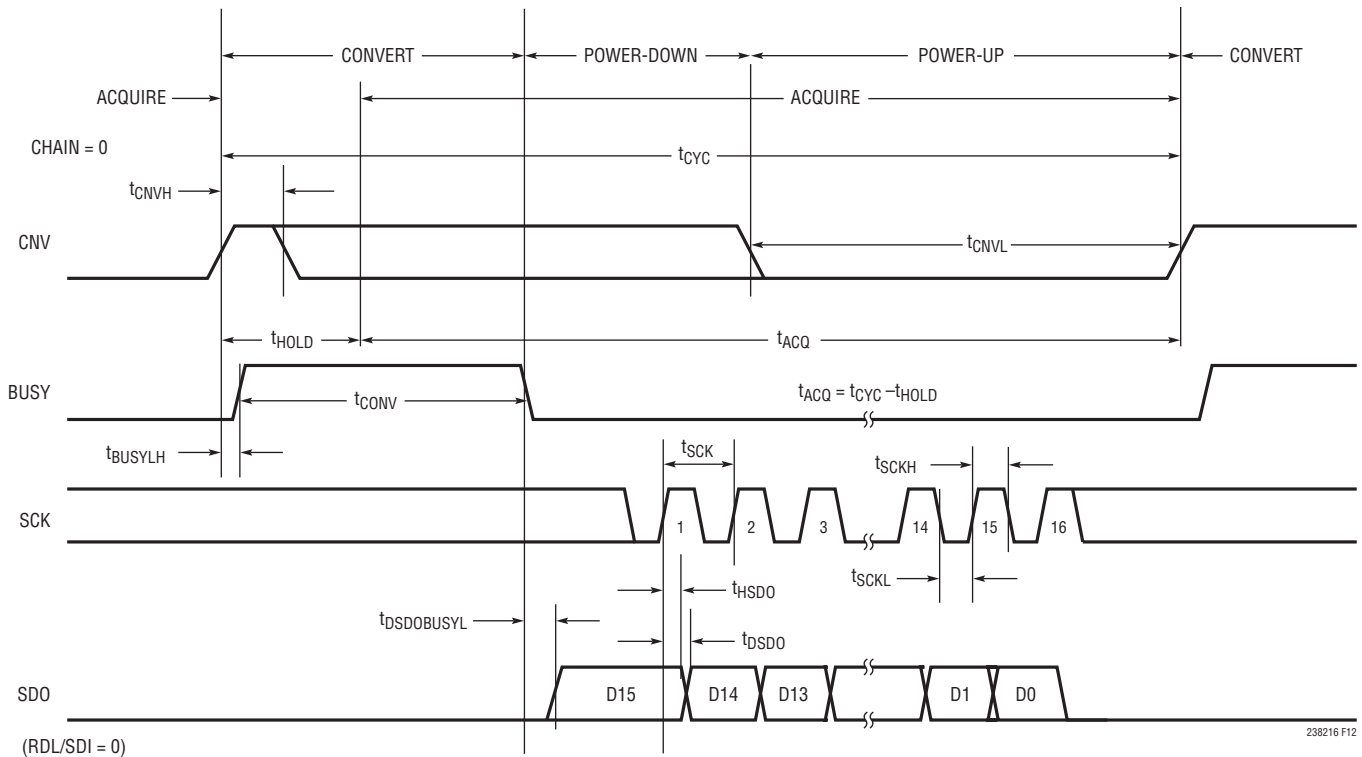 CONVERT POWER-DOWN POWER-UP CONVERT
ACQUIRE ACQUIRE
CHAIN = 0
tCYC
tCNVH
CNV
tCNVL
tHOLD tACQ
BUSY
tCONV
tACQ = tCYC –tHOLD
tBUSYLH
tSCK
tSCKH
SCK
1 2 3 14 15 16
tHSDO
tSCKL
tDSDOBUSYL
tDSDO
SDO
D15 D14 D13 D1 D0
238216 F12
(RDL/SDI = 0)